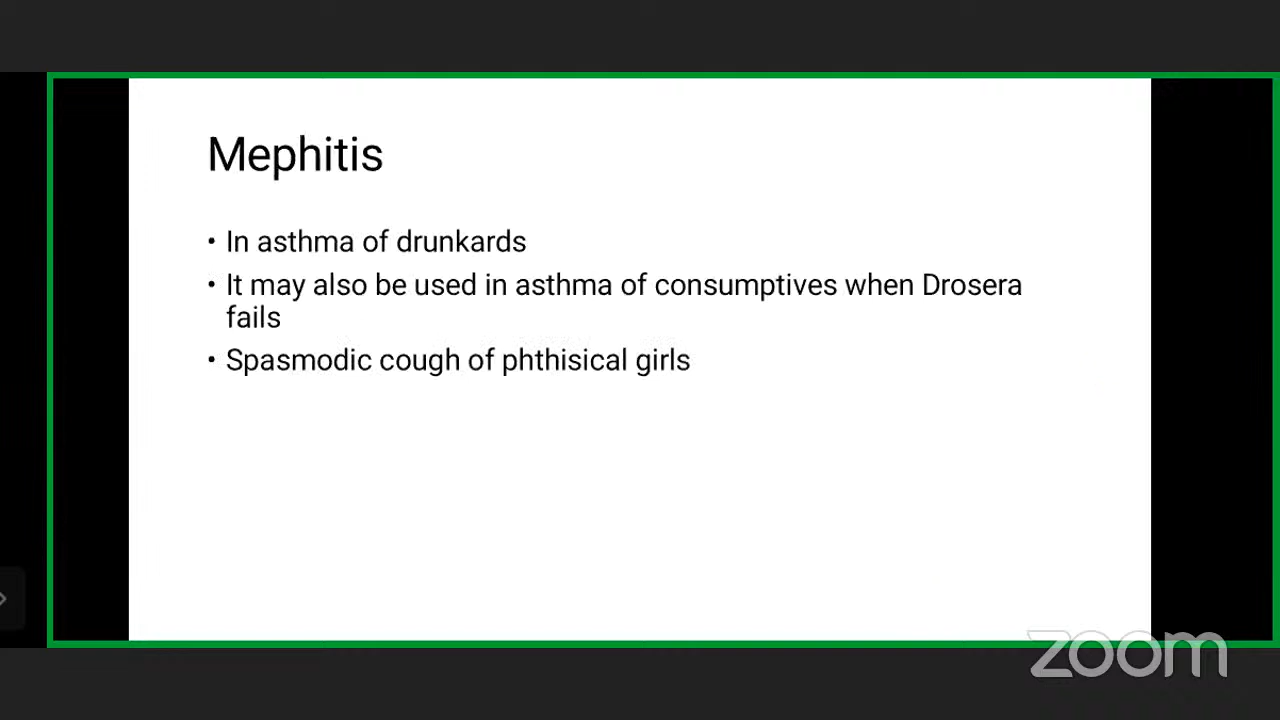 Mephitis
• In asthma of drunkards
• It may also be used in asthma of consumptives when Drosera
fails
• Spasmodic cough of phthisical girls
zoom